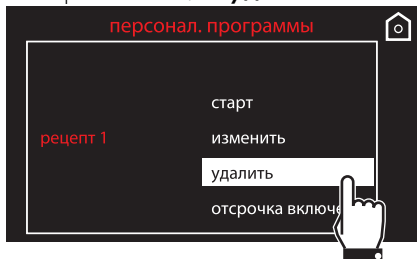 персонал. программы
старт
рецепт 1 изменить
удалить
отсрочка включе